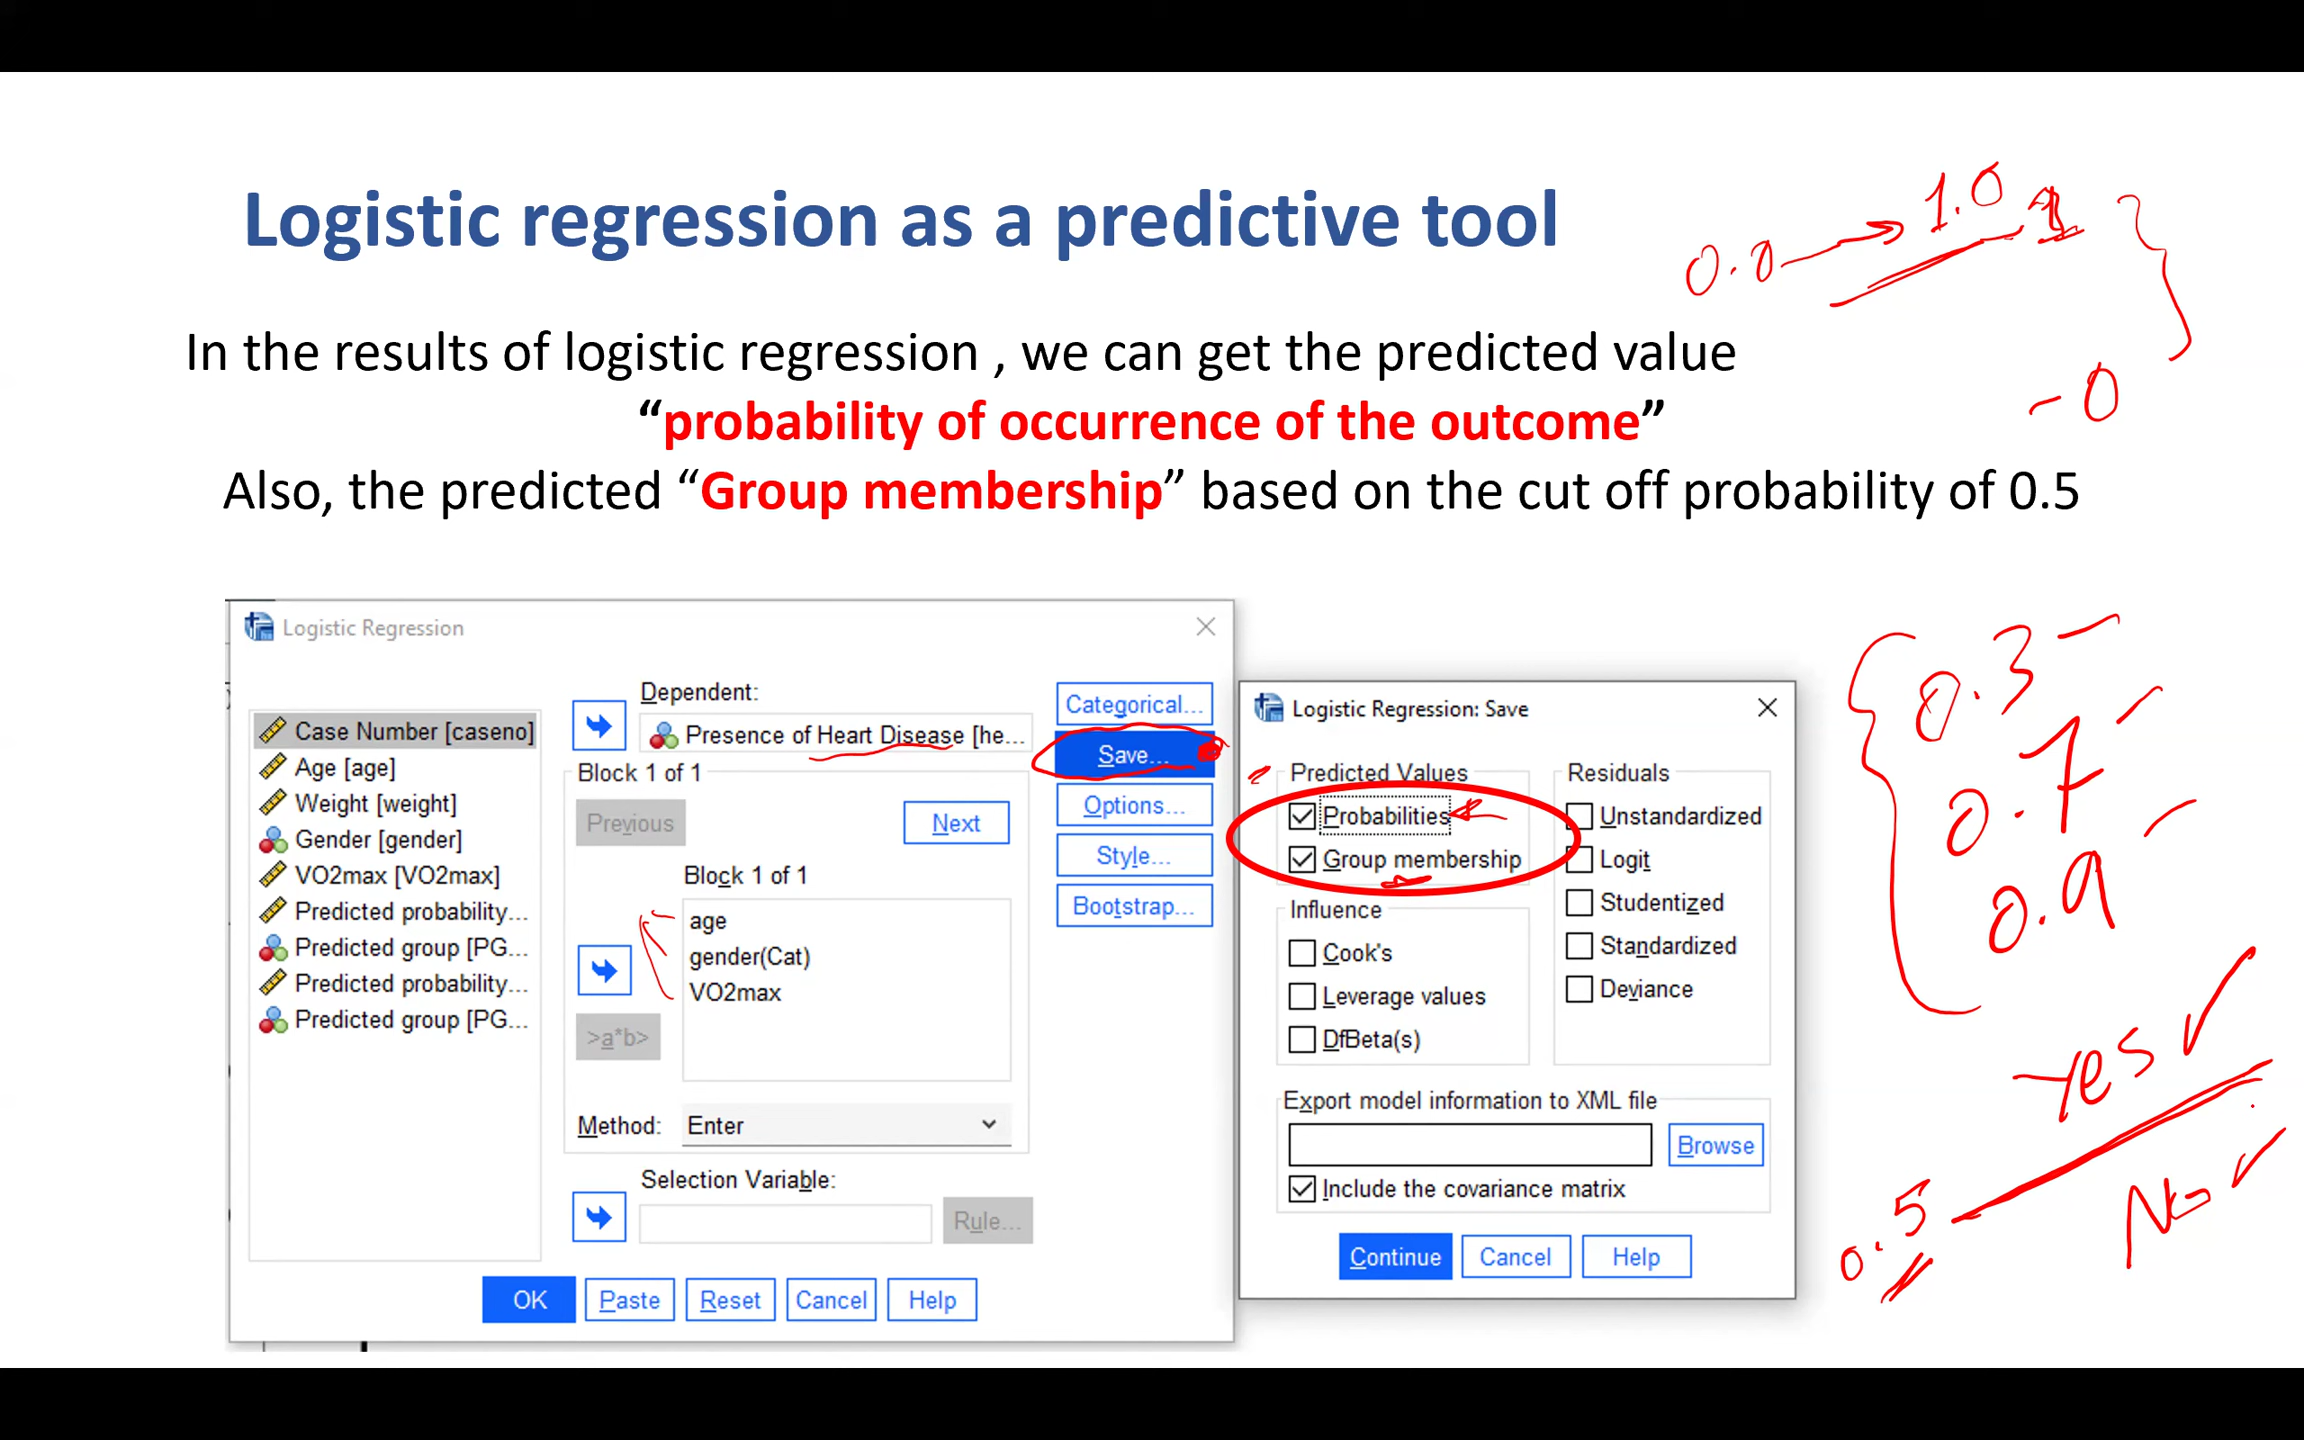 Logistic regression as a predictive tool
0.0 → 1.0 1
In the results of logistic regression , we can get the predicted value
“probability of occurrence of the outcome”
- 0
Also, the predicted “Group membership” based on the cut off probability of 0.5
Logistic Regression
Case Number [caseno]
Age [age]
Weight [weight]
Gender [gender]
VO2max [VO2max]
Predicted probability...
Predicted group [PG...
Predicted probability...
Predicted group [PG...
Dependent:
Presence of Heart Disease [he...
Block 1 of 1
Previous
Next
Block 1 of 1
age
gender(Cat)
VO2max
>a*b>
Method: Enter
Selection Variable:
Rule...
Categorical...
Save...
Options...
Style...
Bootstrap...
OK Paste Reset Cancel Help
Logistic Regression: Save
Predicted Values
Probabilities
Group membership
Influence
Cook's
Leverage values
DfBeta(s)
Residuals
Unstandardized
Logit
Studentized
Standardized
Deviance
Export model information to XML file
Browse
Include the covariance matrix
Continue Cancel Help
0.3
0.7
0.9
Yes
0.5
No